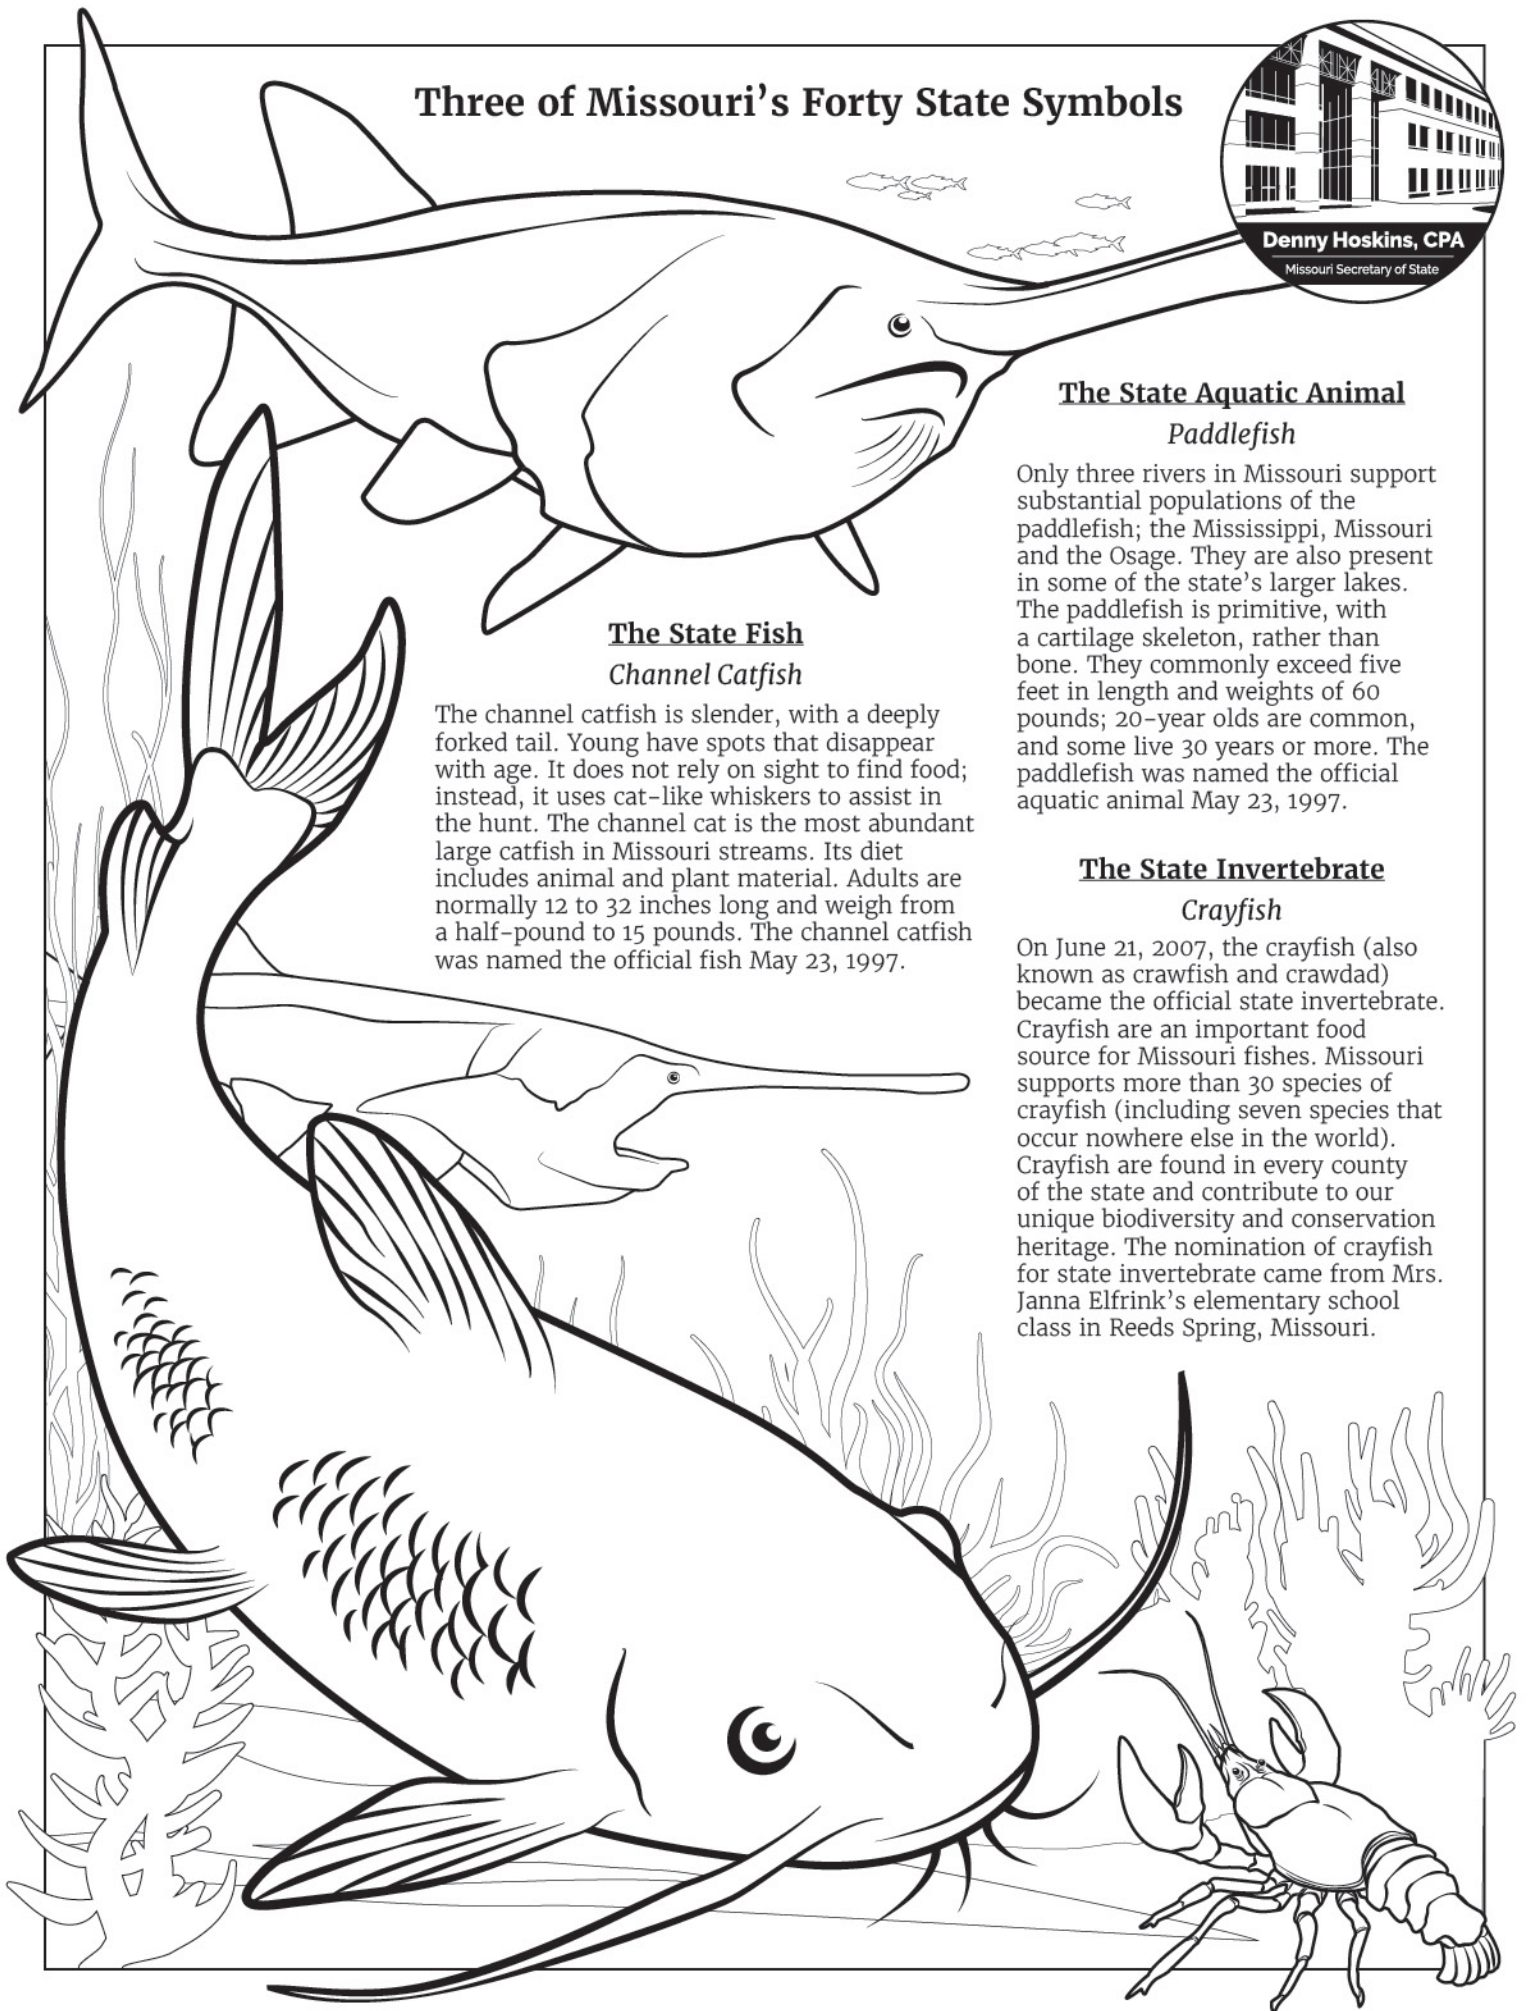 Three of Missouri's Forty State Symbols
Denny Hoskins, CPA
Missouri Secretary of State
The State Aquatic Animal
Paddlefish
Only three rivers in Missouri support
substantial populations of the
paddlefish; the Mississippi, Missouri
and the Osage. They are also present
in some of the state's larger lakes.
The paddlefish is primitive, with
a cartilage skeleton, rather than
bone. They commonly exceed five
feet in length and weights of 60
pounds; 20-year olds are common,
and some live 30 years or more. The
paddlefish was named the official
aquatic animal May 23, 1997.
The State Fish
Channel Catfish
The channel catfish is slender, with a deeply
forked tail. Young have spots that disappear
with age. It does not rely on sight to find food;
instead, it uses cat-like whiskers to assist in
the hunt. The channel cat is the most abundant
large catfish in Missouri streams. Its diet
includes animal and plant material. Adults are
normally 12 to 32 inches long and weigh from
a half-pound to 15 pounds. The channel catfish
was named the official fish May 23, 1997.
The State Invertebrate
Crayfish
On June 21, 2007, the crayfish (also
known as crawfish and crawdad)
became the official state invertebrate.
Crayfish are an important food
source for Missouri fishes. Missouri
supports more than 30 species of
crayfish (including seven species that
occur nowhere else in the world).
Crayfish are found in every county
of the state and contribute to our
unique biodiversity and conservation
heritage. The nomination of crayfish
for state invertebrate came from Mrs.
Janna Elfrink's elementary school
class in Reeds Spring, Missouri.